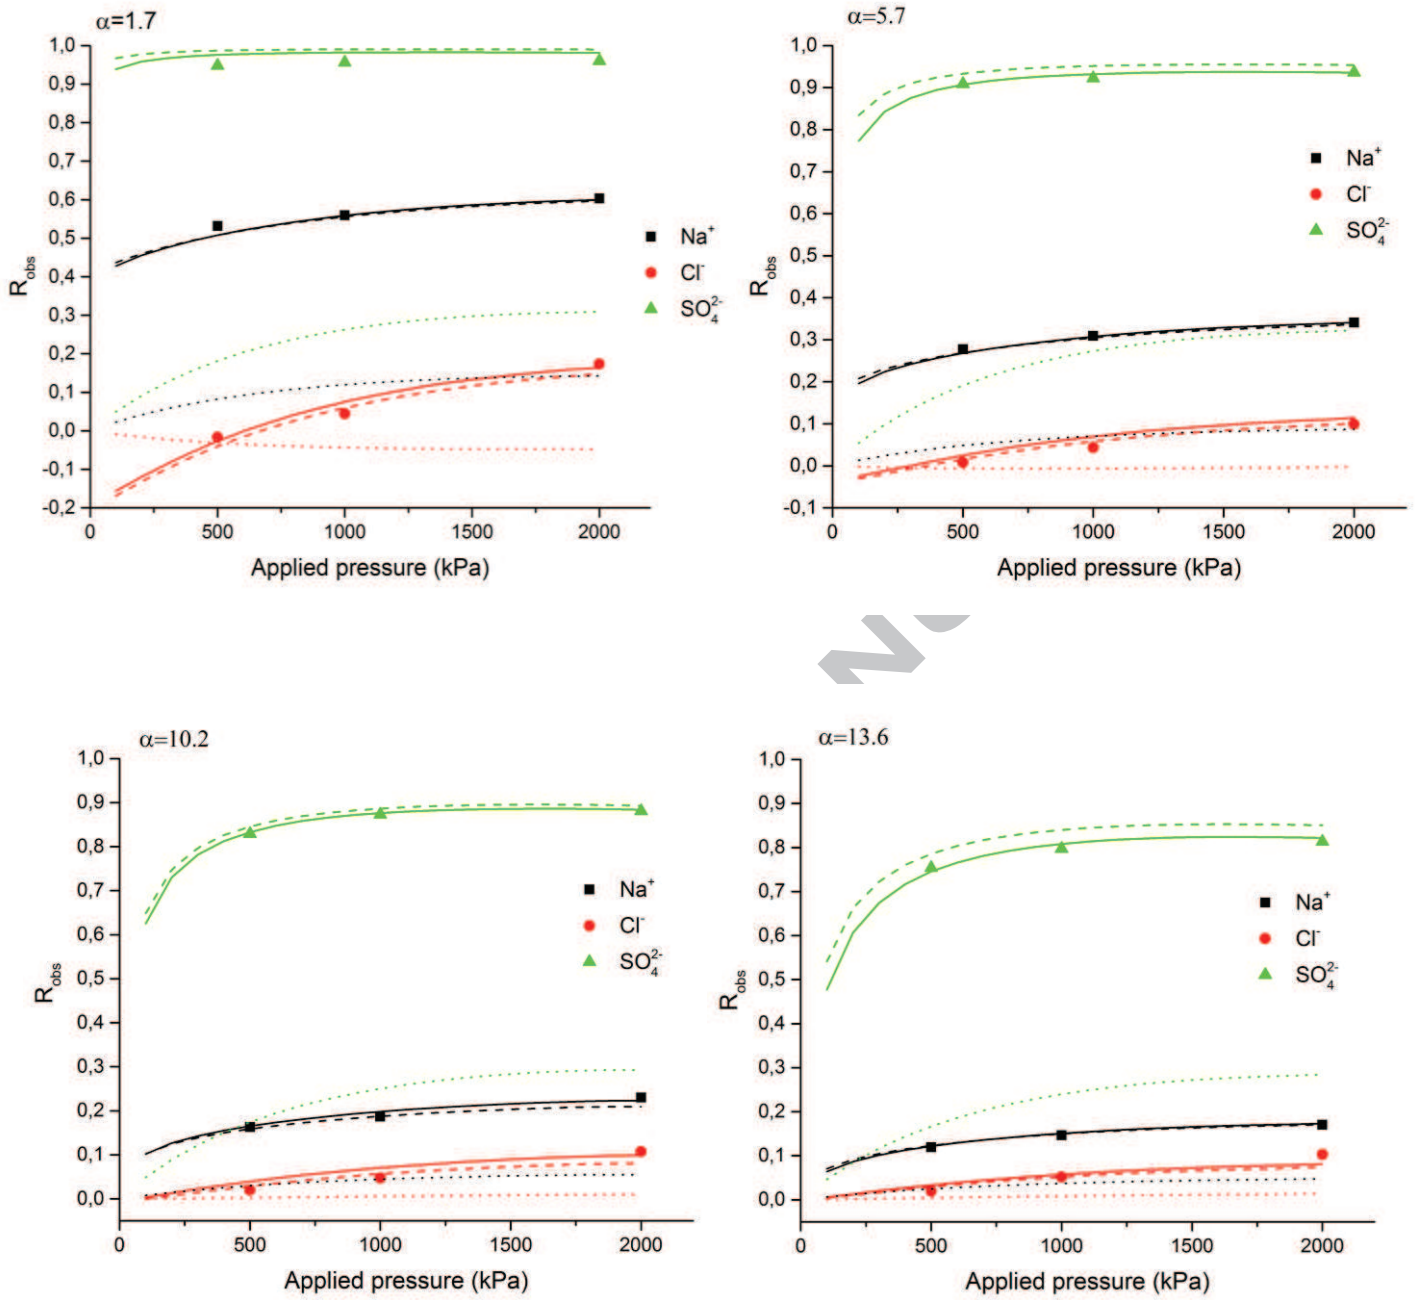 α=1.7
1,0
0,9
0,8
0,7
0,6
0,5
0,4
0,3
0,2
0,1
0,0
-0,1
-0,2
R_obs
0 500 1000 1500 2000
Applied pressure (kPa)
Na⁺
Cl⁻
SO₄²⁻
α=5.7
1,0
0,9
0,8
0,7
0,6
0,5
0,4
0,3
0,2
0,1
0,0
-0,1
R_obs
0 500 1000 1500 2000
Applied pressure (kPa)
Na⁺
Cl⁻
SO₄²⁻
α=10.2
1,0
0,9
0,8
0,7
0,6
0,5
0,4
0,3
0,2
0,1
0,0
R_obs
0 500 1000 1500 2000
Applied pressure (kPa)
Na⁺
Cl⁻
SO₄²⁻
α=13.6
1,0
0,9
0,8
0,7
0,6
0,5
0,4
0,3
0,2
0,1
0,0
R_obs
0 500 1000 1500 2000
Applied pressure (kPa)
Na⁺
Cl⁻
SO₄²⁻